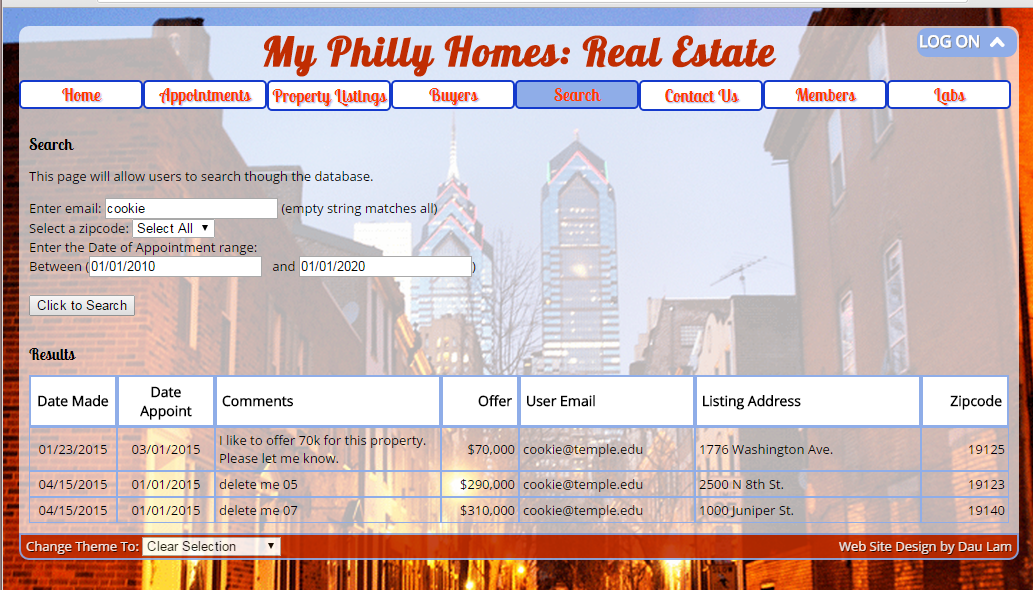 My Philly Homes: Real Estate
LOG ON
Home Appointments Property Listings Buyers Search Contact Us Members Labs
Search
This page will allow users to search though the database.
Enter email: cookie (empty string matches all)
Select a zipcode: Select All
Enter the Date of Appointment range:
Between (01/01/2010 and 01/01/2020)
Click to Search
Results
Date Made Date Appoint Comments Offer User Email Listing Address Zipcode
01/23/2015 03/01/2015 I like to offer 70k for this property. Please let me know. $70,000 cookie@temple.edu 1776 Washington Ave. 19125
04/15/2015 01/01/2015 delete me 05 $290,000 cookie@temple.edu 2500 N 8th St. 19123
04/15/2015 01/01/2015 delete me 07 $310,000 cookie@temple.edu 1000 Juniper St. 19140
Change Theme To: Clear Selection Web Site Design by Dau Lam